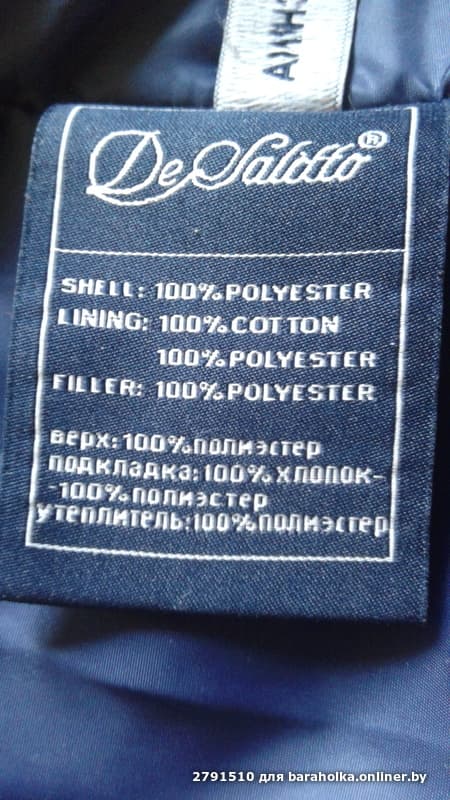 De Salitto®
SHELL: 100%POLYESTER
LINING: 100%COTTON
100%POLYESTER
FILLER: 100%POLYESTER
верх:100%полиэстер
подкладка:100%хлопок-
-100%полиэстер
утеплитель:100%полиэстер
2791510 для baraholka.onliner.by